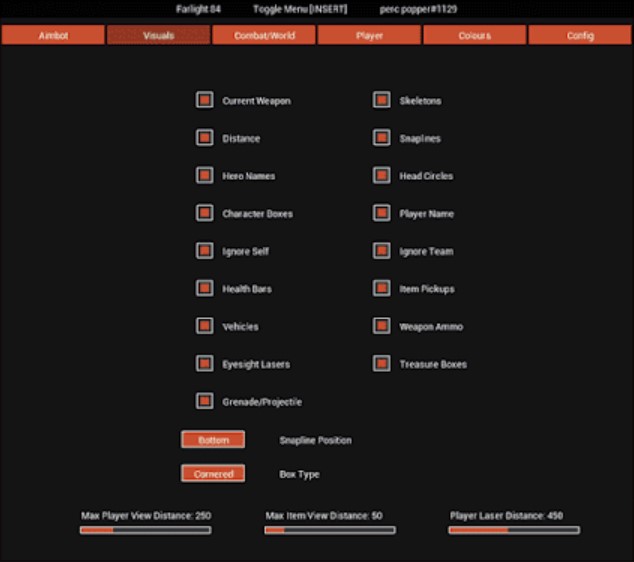 Farlight 84 Toggle Menu [INSERT] perc popper#1129
Aimbot Visuals Combat/World Player Colours Config
Current Weapon Skeletons
Distance Snaplines
Hero Names Head Circles
Character Boxes Player Name
Ignore Self Ignore Team
Health Bars Item Pickups
Vehicles Weapon Ammo
Eyesight Lasers Treasure Boxes
Grenade/Projectile
Bottom Snapline Position
Cornered Box Type
Max Player View Distance: 250 Max Item View Distance: 50 Player Laser Distance: 450